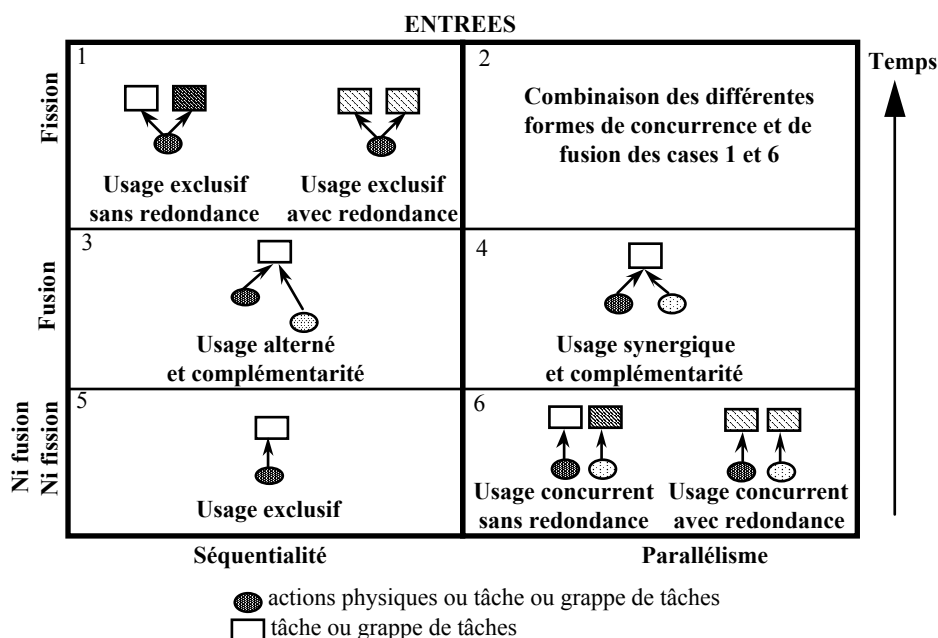 ENTREES
Temps
Fission
1
Usage exclusif
sans redondance
Usage exclusif
avec redondance
2
Combinaison des différentes
formes de concurrence et de
fusion des cases 1 et 6
Fusion
3
Usage alterné
et complémentarité
4
Usage synergique
et complémentarité
Ni fusion
Ni fission
5
Usage exclusif
6
Usage concurrent
sans redondance
Usage concurrent
avec redondance
Séquentialité
Parallélisme
actions physiques ou tâche ou grappe de tâches
tâche ou grappe de tâches